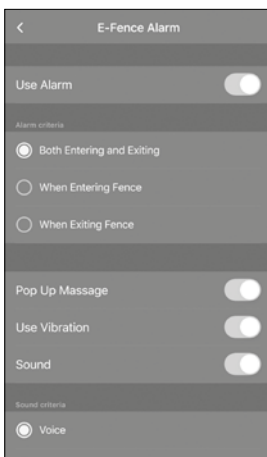 E-Fence Alarm
Use Alarm
Alarm criteria
Both Entering and Exiting
When Entering Fence
When Exiting Fence
Pop Up Massage
Use Vibration
Sound
Sound criteria
Voice